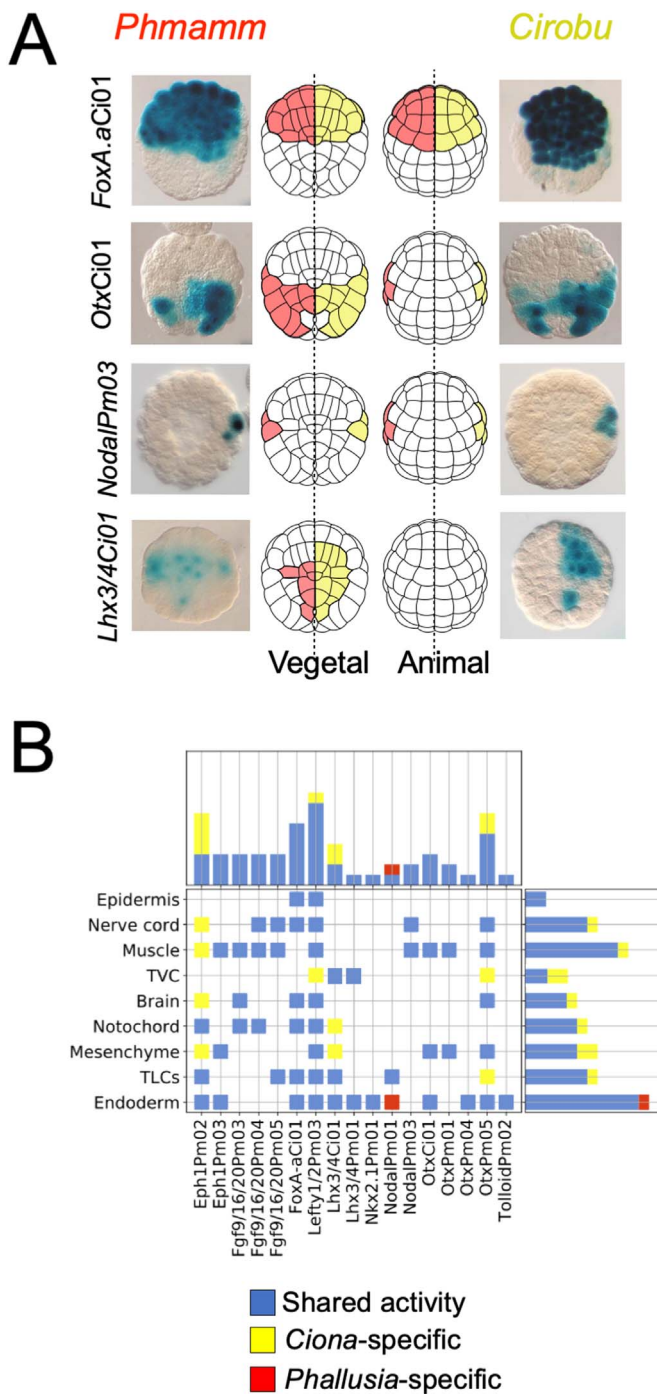 A
Phmamm
Cirobu
FoxA.aCi01
OtxCi01
NodalPm03
Lhx3/4Ci01
Vegetal
Animal
B
Epidermis
Nerve cord
Muscle
TVC
Brain
Notochord
Mesenchyme
TLCs
Endoderm
Eph1Pm02
Eph1Pm03
Fgf9/16/20Pm03
Fgf9/16/20Pm04
Fgf9/16/20Pm05
FoxA-aCi01
Lefty1/2Pm03
Lhx3/4Ci01
Lhx3/4Pm01
Nkx2.1Pm01
NodalPm01
NodalPm03
OtxCi01
OtxPm01
OtxPm04
OtxPm05
TolloidPm02
Shared activity
Ciona-specific
Phallusia-specific